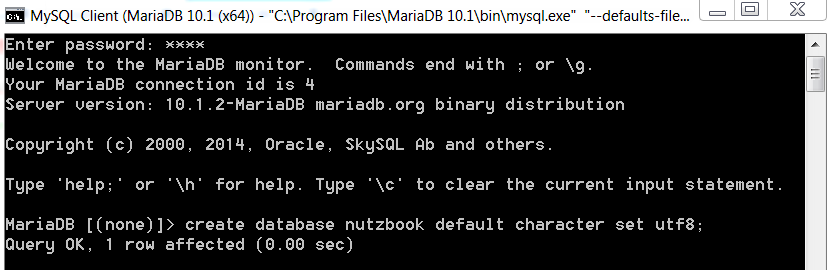 MySQL Client (MariaDB 10.1 (x64)) - "C:\Program Files\MariaDB 10.1\bin\mysql.exe" "--defaults-file...
Enter password: ****
Welcome to the MariaDB monitor.  Commands end with ; or \g.
Your MariaDB connection id is 4
Server version: 10.1.2-MariaDB mariadb.org binary distribution
Copyright (c) 2000, 2014, Oracle, SkySQL Ab and others.
Type 'help;' or '\h' for help. Type '\c' to clear the current input statement.
MariaDB [(none)]> create database nutzbook default character set utf8;
Query OK, 1 row affected (0.00 sec)